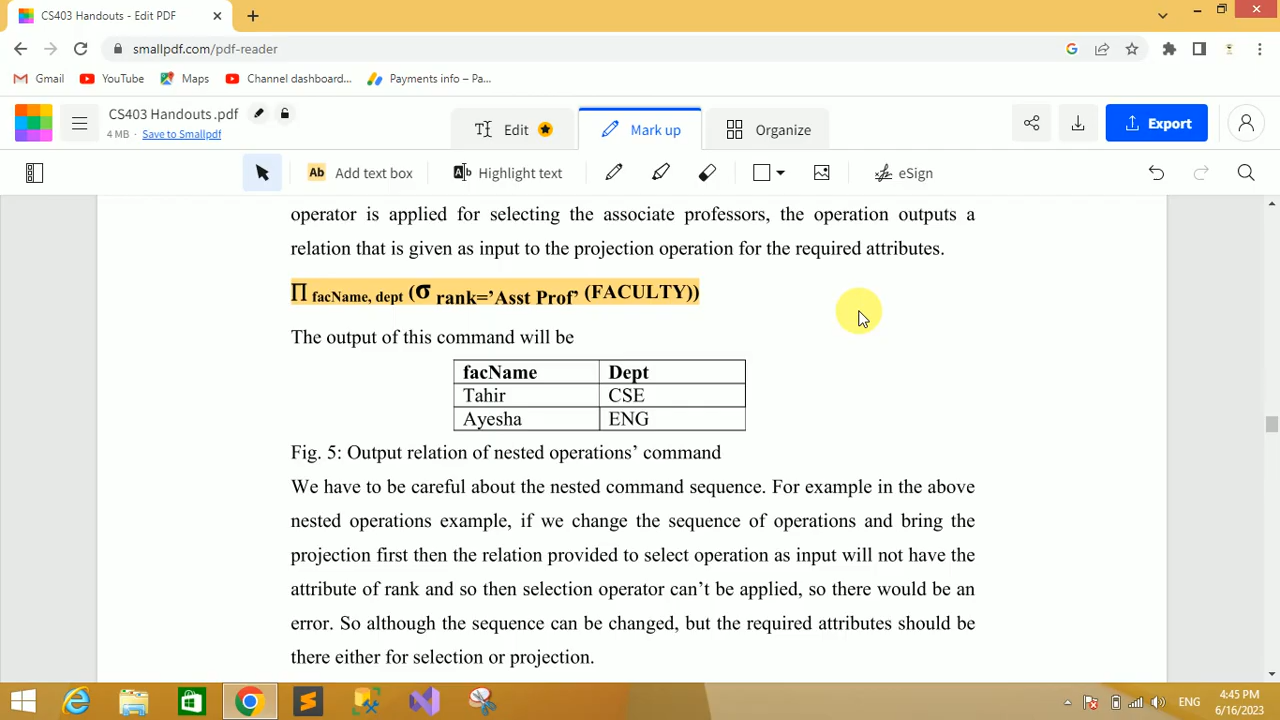 CS403 Handouts - Edit PDF
smallpdf.com/pdf-reader
Gmail YouTube Maps Channel dashboard... Payments info – Pa...
CS403 Handouts .pdf
4 MB Save to Smallpdf
Edit Mark up Organize Export
Ab Add text box Highlight text eSign
operator is applied for selecting the associate professors, the operation outputs a
relation that is given as input to the projection operation for the required attributes.
∏ facName, dept (σ rank=’Asst Prof’ (FACULTY))
The output of this command will be
facName Dept
Tahir CSE
Ayesha ENG
Fig. 5: Output relation of nested operations’ command
We have to be careful about the nested command sequence. For example in the above
nested operations example, if we change the sequence of operations and bring the
projection first then the relation provided to select operation as input will not have the
attribute of rank and so then selection operator can’t be applied, so there would be an
error. So although the sequence can be changed, but the required attributes should be
there either for selection or projection.
ENG
4:45 PM
6/16/2023